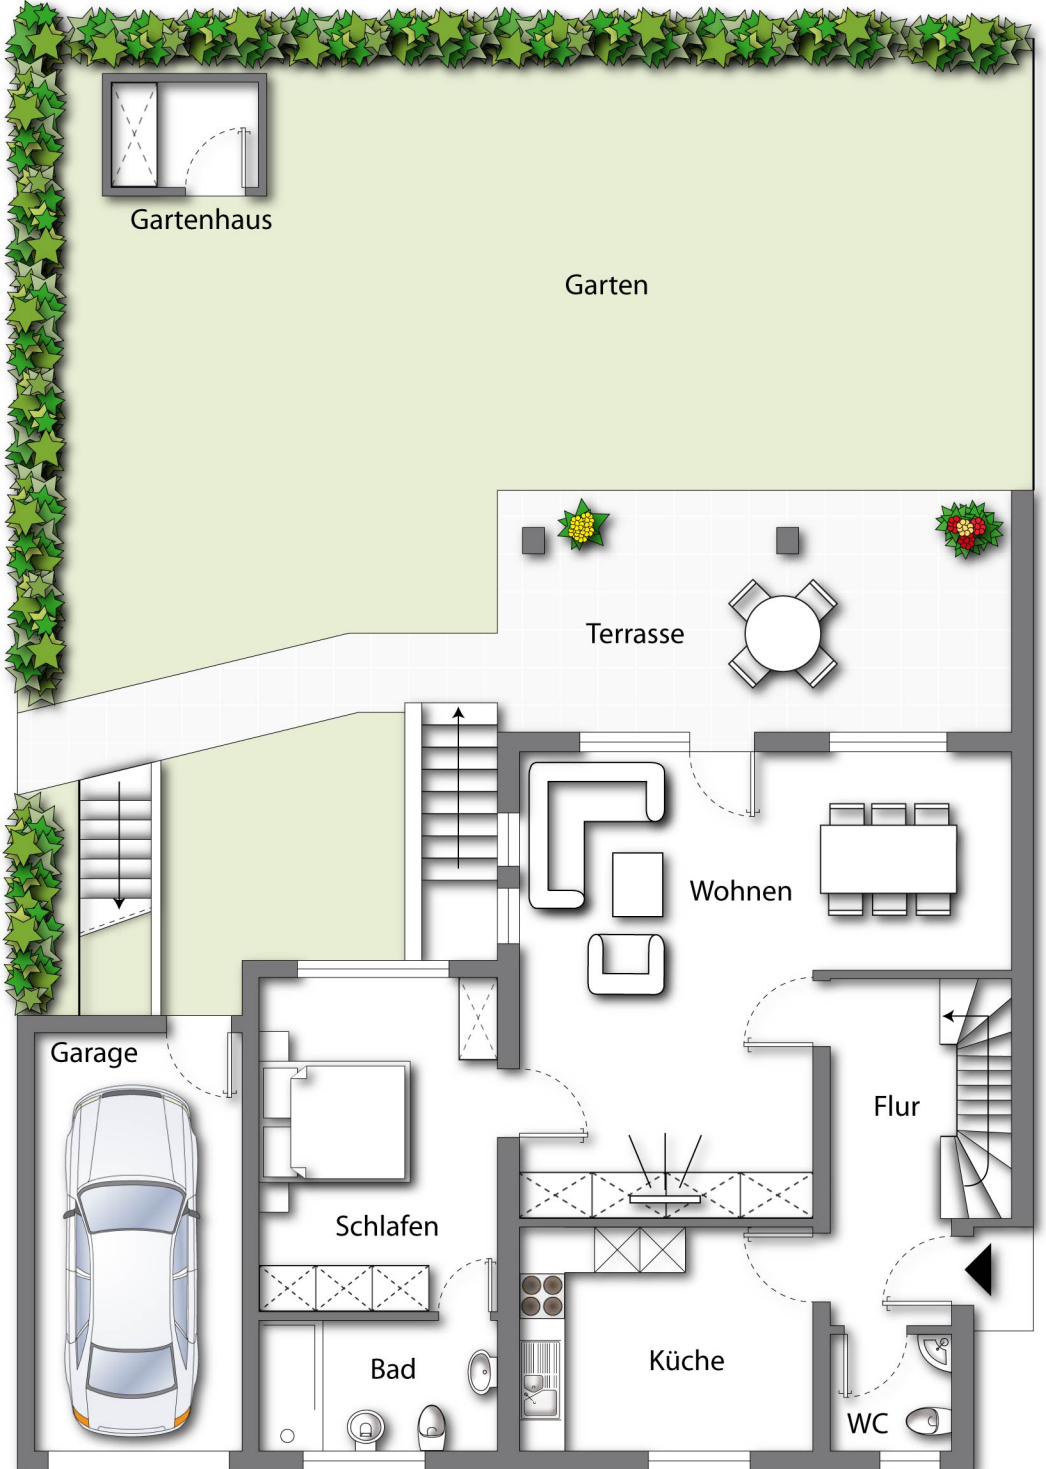 Gartenhaus
Garten
Terrasse
Wohnen
Garage
Flur
Schlafen
Bad
Küche
WC